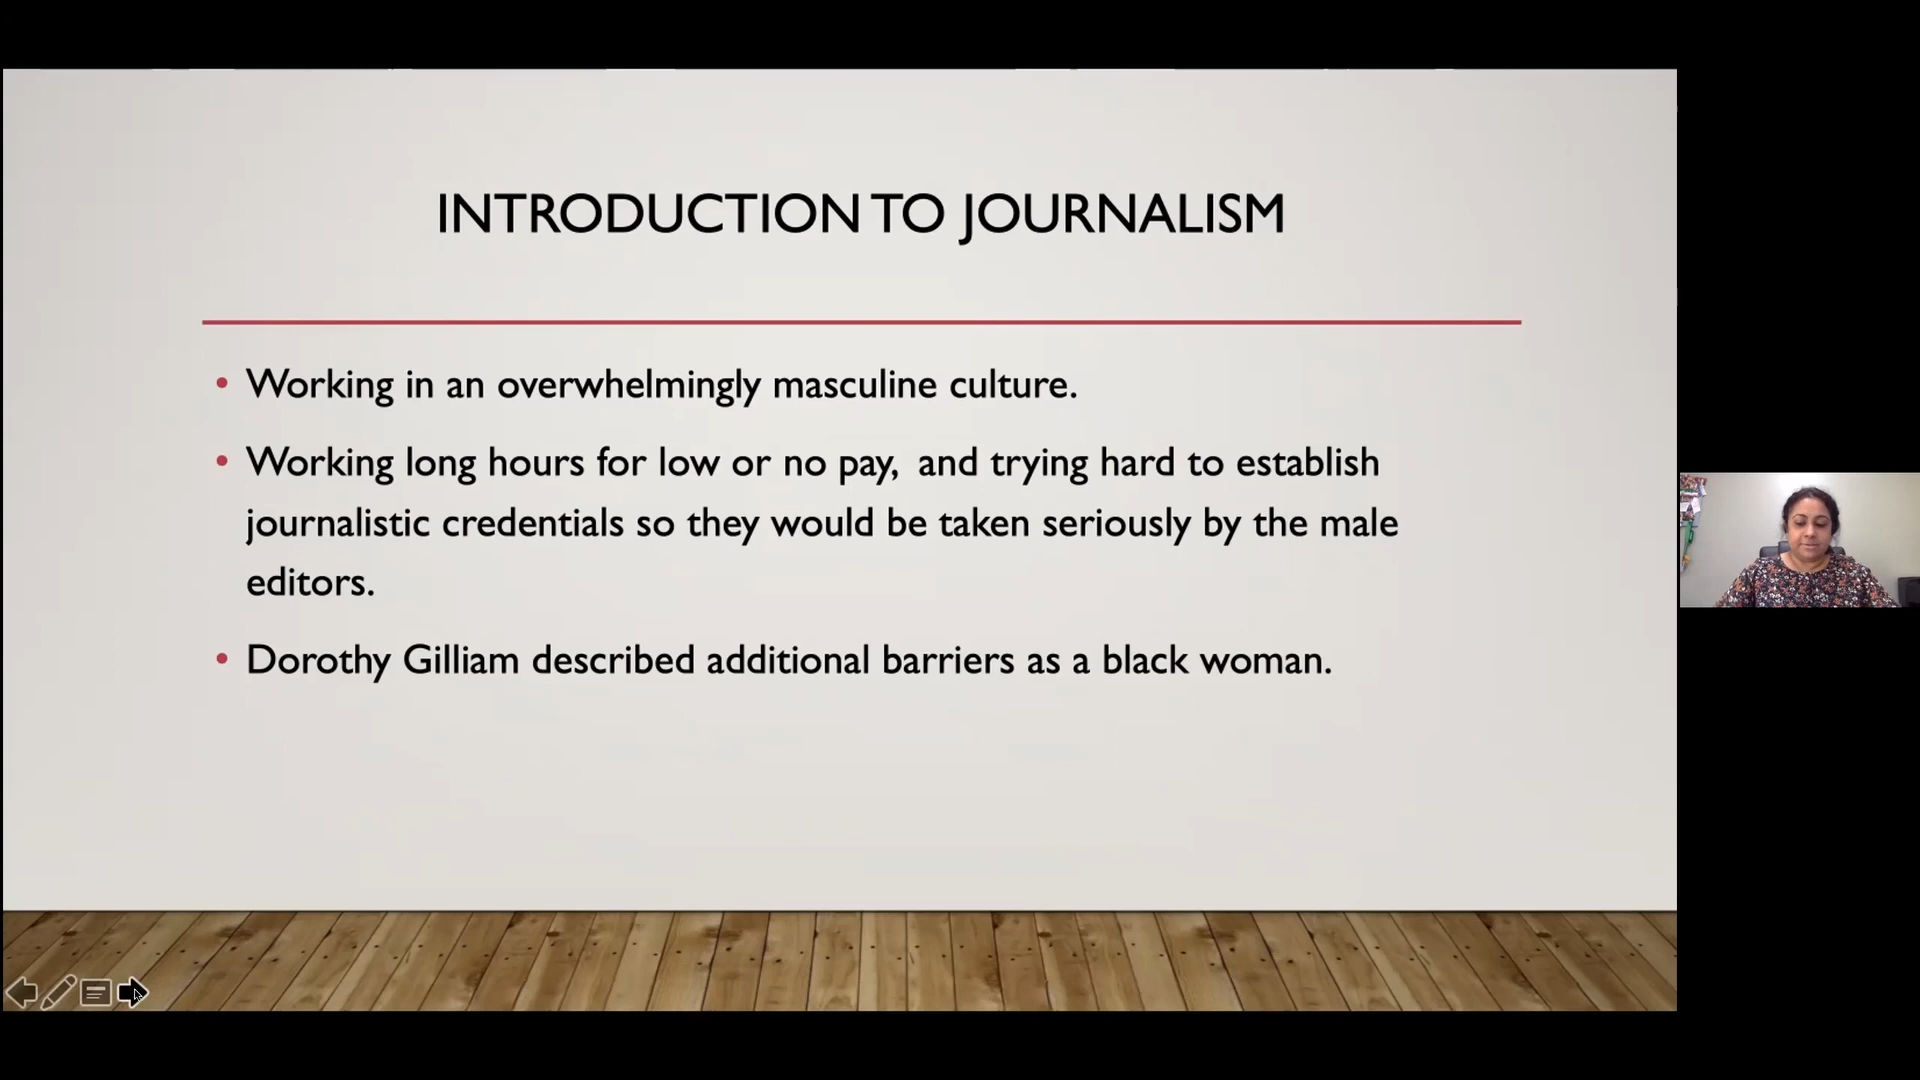 INTRODUCTION TO JOURNALISM
• Working in an overwhelmingly masculine culture.
• Working long hours for low or no pay,  and trying hard to establish
journalistic credentials so they would be taken seriously by the male
editors.
• Dorothy Gilliam described additional barriers as a black woman.